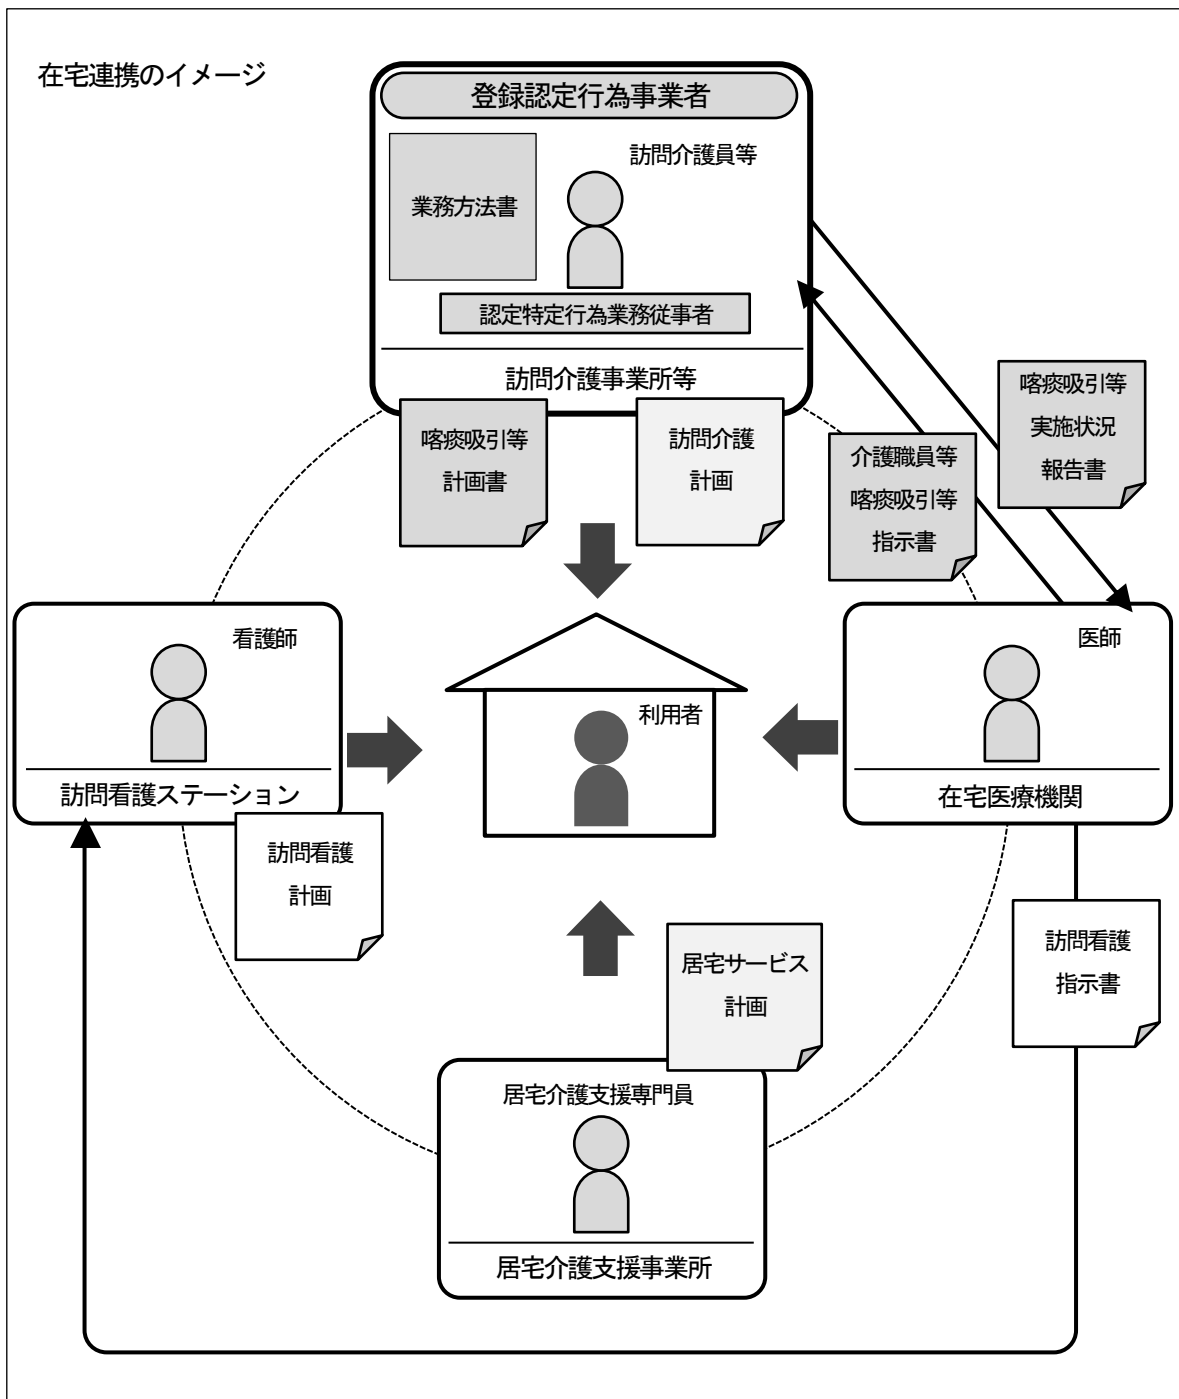 在宅連携のイメージ
登録認定行為事業者
訪問介護員等
業務方法書
認定特定行為業務従事者
訪問介護事業所等
喀痰吸引等
計画書
訪問介護
計画
介護職員等
喀痰吸引等
指示書
喀痰吸引等
実施状況
報告書
看護師
訪問看護ステーション
訪問看護
計画
利用者
医師
在宅医療機関
訪問看護
指示書
居宅サービス
計画
居宅介護支援専門員
居宅介護支援事業所